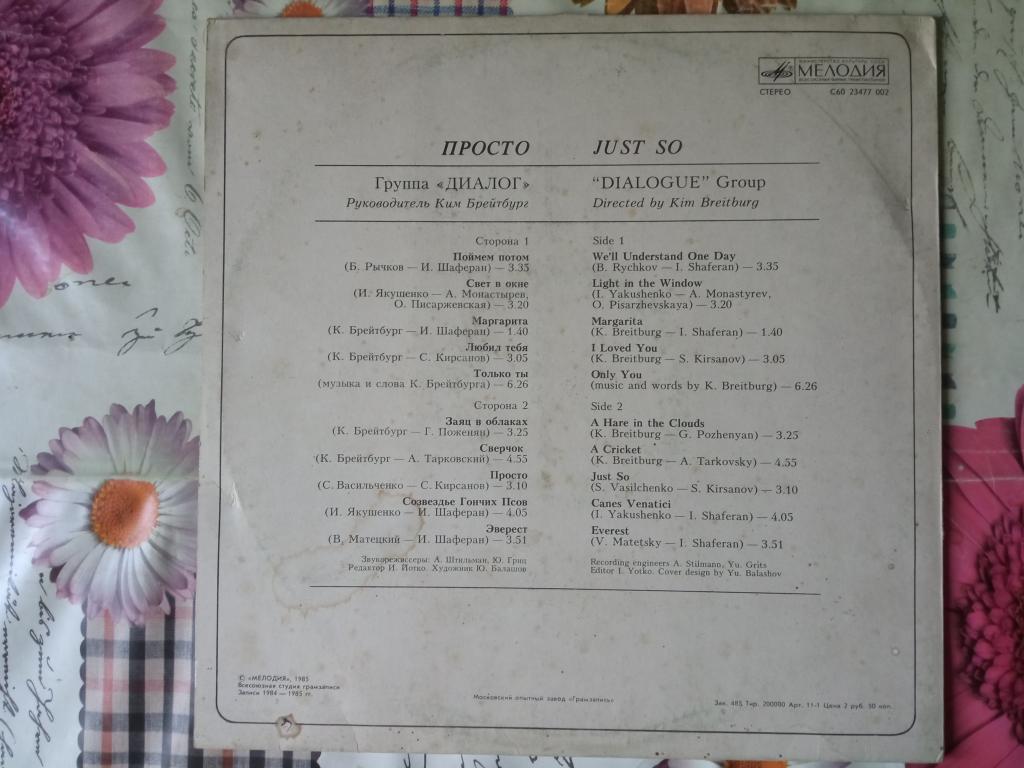 МЕЛОДИЯ
СТЕРЕО С60 23477 002
ПРОСТО
Группа «ДИАЛОГ»
Руководитель Ким Брейтбург
Сторона 1
Поймем потом
(Б. Рычков — И. Шаферан) — 3.35
Свет в окне
(И. Якушенко — А. Монастырев,
О. Писаржевская) — 3.20
Маргарита
(К. Брейтбург — И. Шаферан) — 1.40
Любил тебя
(К. Брейтбург — С. Кирсанов) — 3.05
Только ты
(музыка и слова К. Брейтбурга) — 6.26
Сторона 2
Заяц в облаках
(К. Брейтбург — Г. Поженян) — 3.25
Сверчок
(К. Брейтбург — А. Тарковский) — 4.55
Просто
(С. Васильченко — С. Кирсанов) — 3.10
Созвездье Гончих Псов
(И. Якушенко — И. Шаферан) — 4.05
Эверест
(В. Матецкий — И. Шаферан) — 3.51
Звукорежиссеры: А. Штильман, Ю. Гриц
Редактор И. Йотко. Художник Ю. Балашов
JUST SO
“DIALOGUE” Group
Directed by Kim Breitburg
Side 1
We'll Understand One Day
(B. Rychkov — I. Shaferan) — 3.35
Light in the Window
(I. Yakushenko — A. Monastyrev,
O. Pisarzhevskaya) — 3.20
Margarita
(K. Breitburg — I. Shaferan) — 1.40
I Loved You
(K. Breitburg — S. Kirsanov) — 3.05
Only You
(music and words by K. Breitburg) — 6.26
Side 2
A Hare in the Clouds
(K. Breitburg — G. Pozhenyan) — 3.25
A Cricket
(K. Breitburg — A. Tarkovsky) — 4.55
Just So
(S. Vasilchenko — S. Kirsanov) — 3.10
Canes Venatici
(I. Yakushenko — I. Shaferan) — 4.05
Everest
(V. Matetsky — I. Shaferan) — 3.51
Recording engineers A. Stilmann, Yu. Grits
Editor I. Yotko. Cover design by Yu. Balashov
© «МЕЛОДИЯ», 1985
Всесоюзная студия грамзаписи
Записи 1984 — 1985 гг.
Московский опытный завод «Грамзапись»
Зак. 485 Тир. 200000 Арт. 11-1 Цена 2 руб. 50 коп.